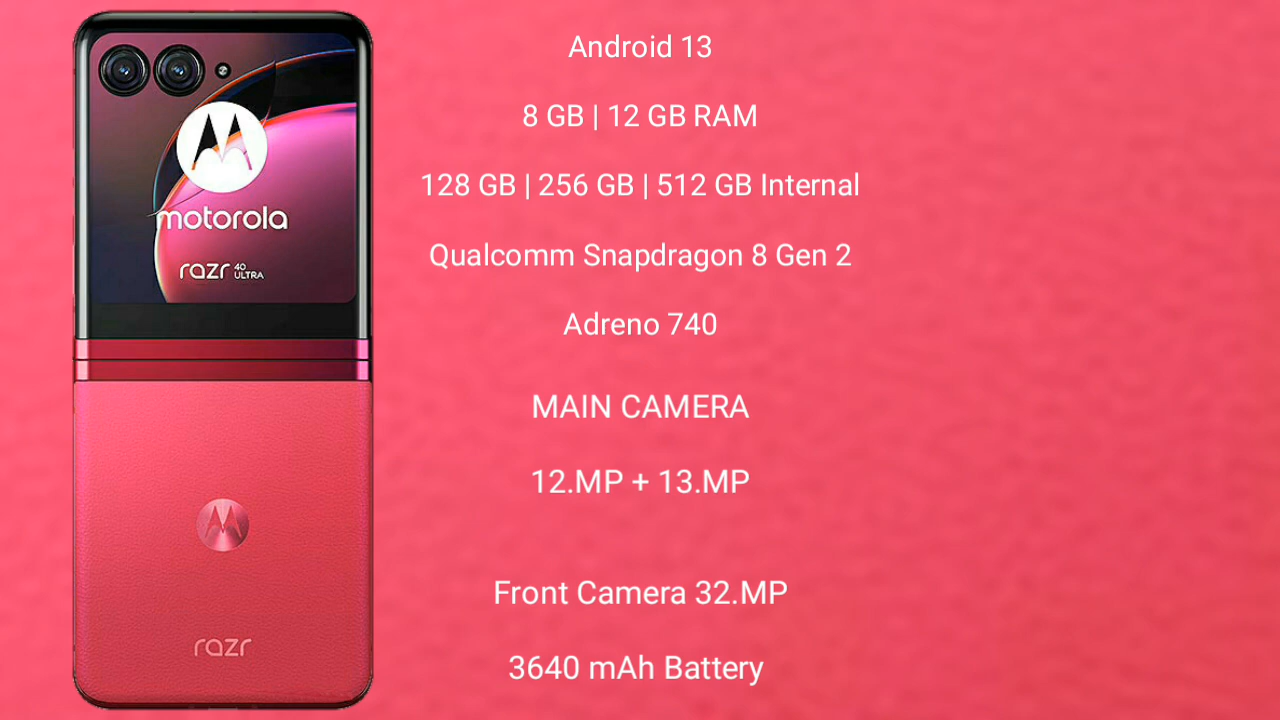 motorola
razr 40 ULTRA
razr
Android 13
8 GB | 12 GB RAM
128 GB | 256 GB | 512 GB Internal
Qualcomm Snapdragon 8 Gen 2
Adreno 740
MAIN CAMERA
12.MP + 13.MP
Front Camera 32.MP
3640 mAh Battery